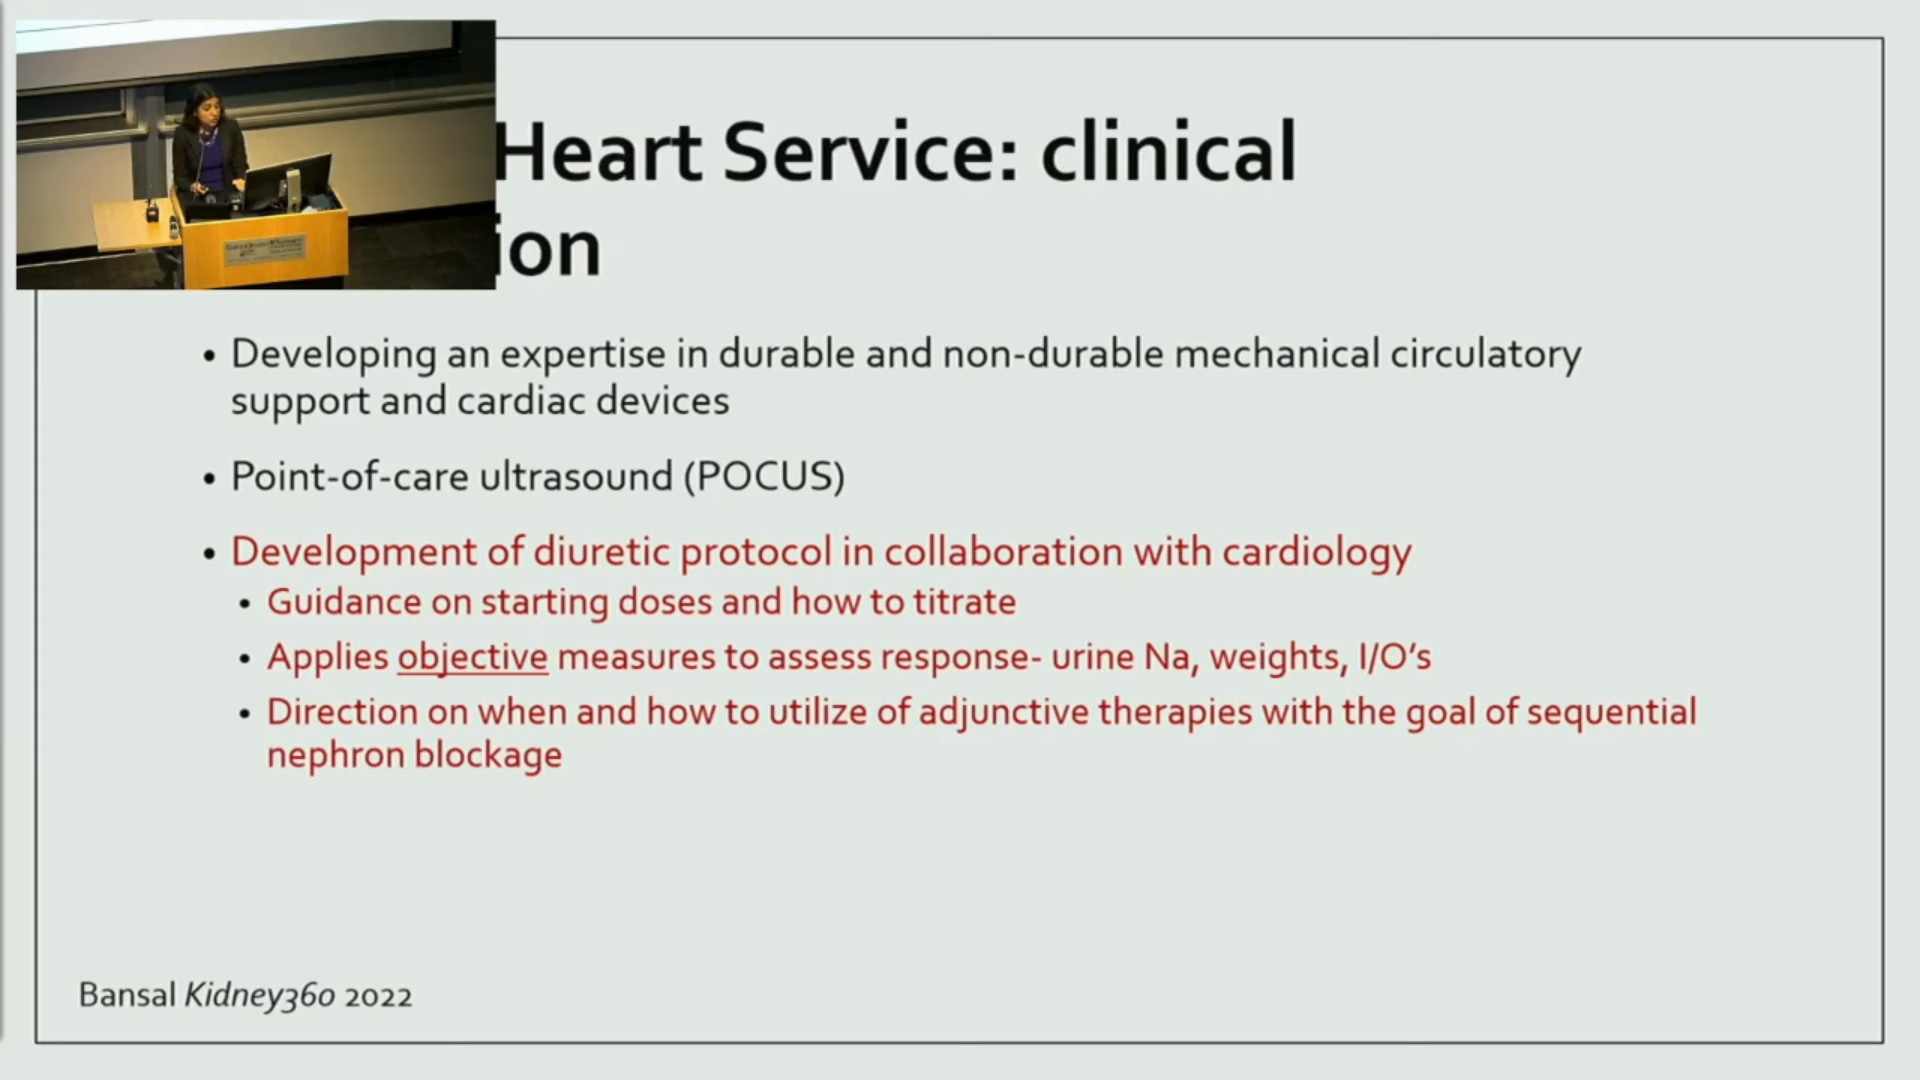 Heart Service: clinical
ion
• Developing an expertise in durable and non-durable mechanical circulatory
support and cardiac devices
• Point-of-care ultrasound (POCUS)
• Development of diuretic protocol in collaboration with cardiology
• Guidance on starting doses and how to titrate
• Applies objective measures to assess response- urine Na, weights, I/O's
• Direction on when and how to utilize of adjunctive therapies with the goal of sequential
nephron blockage
Bansal Kidney360 2022